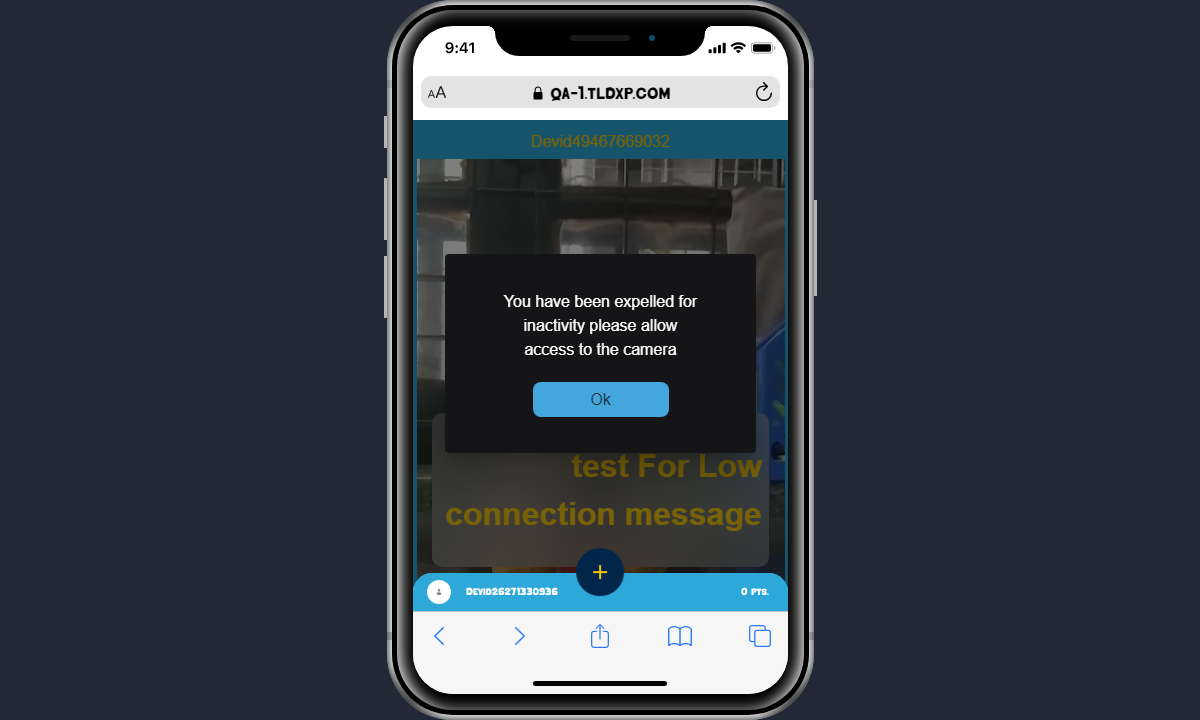 9:41
AA
QA-1.TLDXP.COM
Devid49467669032
You have been expelled for
inactivity please allow
access to the camera
Ok
test For Low
connection message
+
DEVID26271330936
0 PTS.